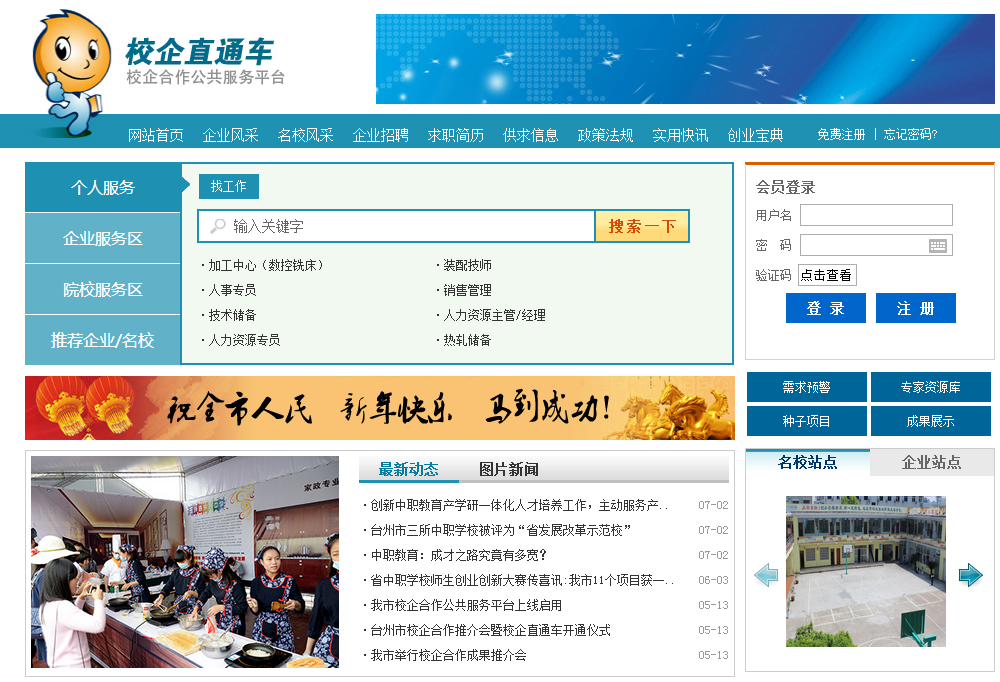 校企直通车
校企合作公共服务平台
网站首页 企业风采 名校风采 企业招聘 求职简历 供求信息 政策法规 实用快讯 创业宝典 免费注册 | 忘记密码?
个人服务
企业服务区
院校服务区
推荐企业/名校
找工作
输入关键字 搜索一下
·加工中心（数控铣床） ·装配技师
·人事专员 ·销售管理
·技术储备 ·人力资源主管/经理
·人力资源专员 ·热轧储备
会员登录
用户名
密 码
验证码 点击查看
登 录 注 册
祝全市人民 新年快乐 马到成功!
需求预警 专家资源库
种子项目 成果展示
家政专业
最新动态 图片新闻
·创新中职教育产学研一体化人才培养工作，主动服务产.. 07-02
·台州市三所中职学校被评为“省发展改革示范校” 07-02
·中职教育：成才之路究竟有多宽？ 07-02
·省中职学校师生创业创新大赛传喜讯:我市11个项目获一.. 06-03
·我市校企合作公共服务平台上线启用 05-13
·台州市校企合作推介会暨校企直通车开通仪式 05-13
·我市举行校企合作成果推介会 05-13
名校站点 企业站点